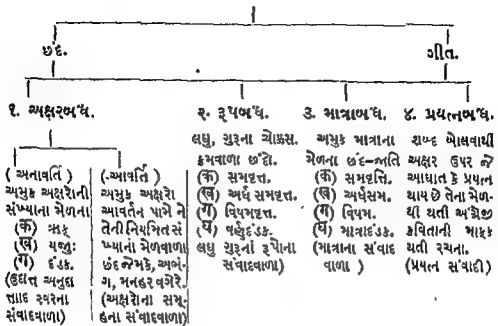 છંદ. ગીત.
૧. અક્ષરબંધ. ૨. રૂપબંધ. ૩. માત્રાબંધ. ૪. પ્રયત્નબંધ.
(અનાવર્તિ)
અમુક અક્ષરોની
સંખ્યાના મેળના
(ક) ઋક્
(ખ) યજુઃ
(ગ) દંડક.
(ઉદાત્ત અનુદા
ત્તાદિ સ્વરના
સંવાદવાળા)
(-આવર્તિ)
અમુક અક્ષરો
આવર્તન પામે ને
તેની નિયમિત સં
ખ્યાનો મેળવાળા
છંદ જેમકે, અભં-
ગ, મનહર વગેરે.
(અક્ષરોના સમૂ
હના સંવાદવાળા)
લઘુ, ગુરુના ચોક્કસ
ક્રમવાળા છંદો.
(ક) સમવૃત્ત.
(ખ) અર્ધ સમવૃત્ત.
(ગ) વિષમવૃત્ત.
(ઘ) વર્ણદંડક.
લઘુ ગુરુનાં રૂપોના
સંવાદવાળા)
અમુક માત્રાના
મેળના છંદ-જાતિ
(ક) સમવૃત્તિ.
(ખ) અર્ધસમ.
(ગ) વિષમ.
(ઘ) માત્રાદંડક.
(માત્રાના સંવાદ
વાળા )
શબ્દ બોલવાથી
અક્ષર ઉપર જે
આઘાત કે પ્રયત્ન
થાય છે તેના મેળ-
થી થતી અંગ્રેજી
કવિતાની માફક
થતી રચના.
(પ્રયત્ન સંવાદી)